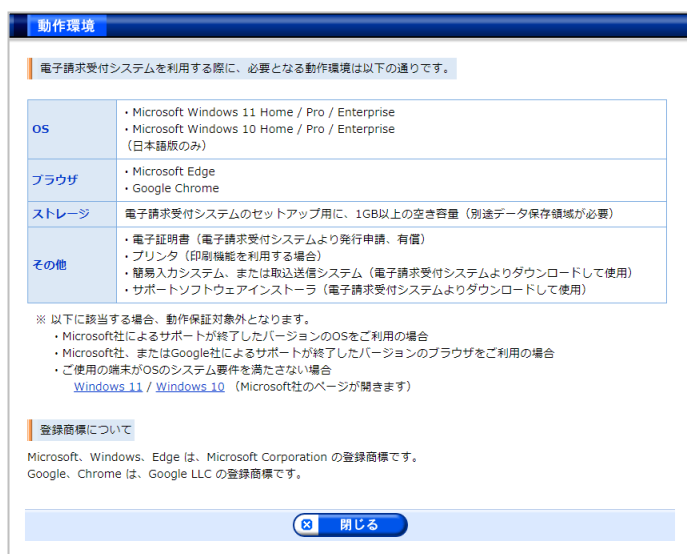 動作環境
電子請求受付システムを利用する際に、必要となる動作環境は以下の通りです。
OS
・Microsoft Windows 11 Home / Pro / Enterprise
・Microsoft Windows 10 Home / Pro / Enterprise
（日本語版のみ）
ブラウザ
・Microsoft Edge
・Google Chrome
ストレージ
電子請求受付システムのセットアップ用に、1GB以上の空き容量（別途データ保存領域が必要）
その他
・電子証明書（電子請求受付システムより発行申請、有償）
・プリンタ（印刷機能を利用する場合）
・簡易入力システム、または取込送信システム（電子請求受付システムよりダウンロードして使用）
・サポートソフトウェアインストーラ（電子請求受付システムよりダウンロードして使用）
※ 以下に該当する場合、動作保証対象外となります。
・Microsoft社によるサポートが終了したバージョンのOSをご利用の場合
・Microsoft社、またはGoogle社によるサポートが終了したバージョンのブラウザをご利用の場合
・ご使用の端末がOSのシステム要件を満たさない場合
Windows 11 / Windows 10 （Microsoft社のページが開きます）
登録商標について
Microsoft、Windows、Edge は、Microsoft Corporation の登録商標です。
Google、Chrome は、Google LLC の登録商標です。
閉じる